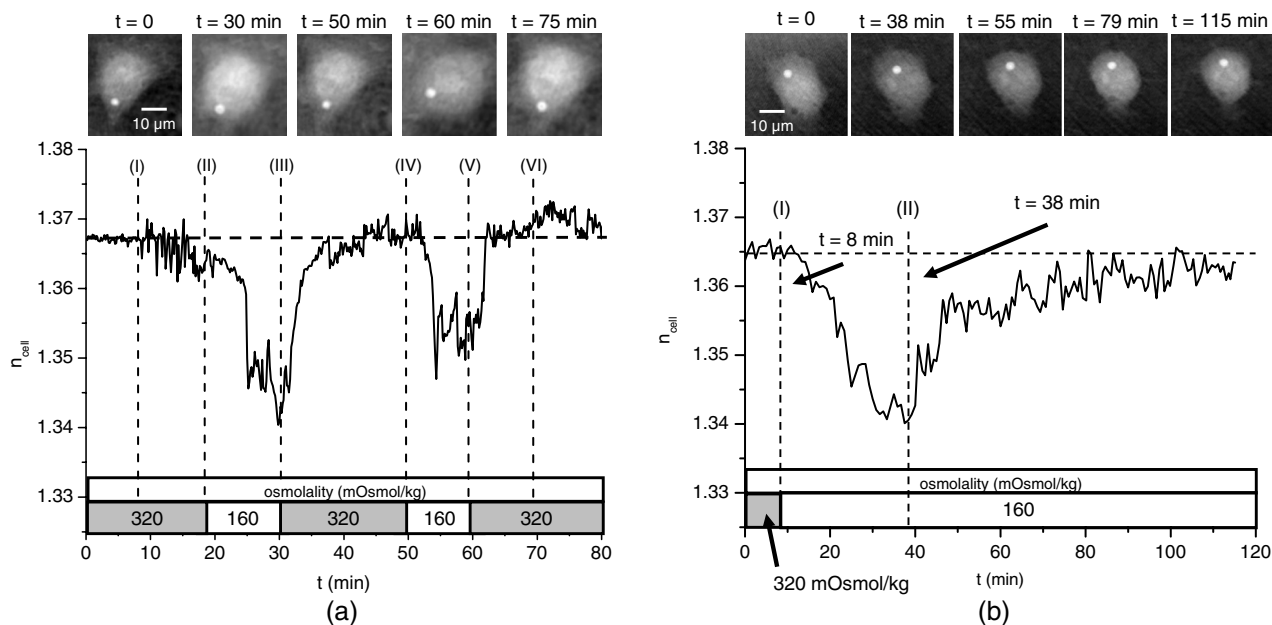 t = 0 t = 30 min t = 50 min t = 60 min t = 75 min
10 µm
1.38
1.37
1.36
1.35
1.34
1.33
n_cell
(I) (II) (III) (IV) (V) (VI)
osmolality (mOsmol/kg)
320 160 320 160 320
0 10 20 30 40 50 60 70 80
t (min)
(a)
t = 0 t = 38 min t = 55 min t = 79 min t = 115 min
10 µm
1.38
1.37
1.36
1.35
1.34
1.33
n_cell
(I) (II)
t = 38 min
t = 8 min
osmolality (mOsmol/kg)
160
0 20 40 60 80 100 120
320 mOsmol/kg
t (min)
(b)